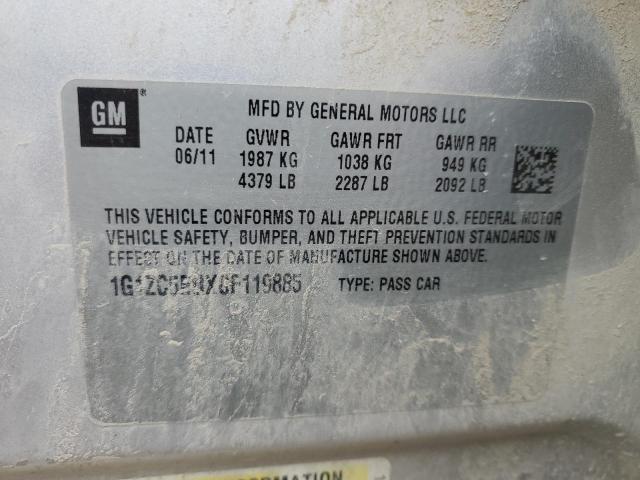 GM ®
MFD BY GENERAL MOTORS LLC
DATE GVWR GAWR FRT GAWR RR
06/11 1987 KG 1038 KG 949 KG
4379 LB 2287 LB 2092 LB
THIS VEHICLE CONFORMS TO ALL APPLICABLE U.S. FEDERAL MOTOR
VEHICLE SAFETY, BUMPER, AND THEFT PREVENTION STANDARDS IN
EFFECT ON THE DATE OF MANUFACTURE SHOWN ABOVE.
TYPE: PASS CAR